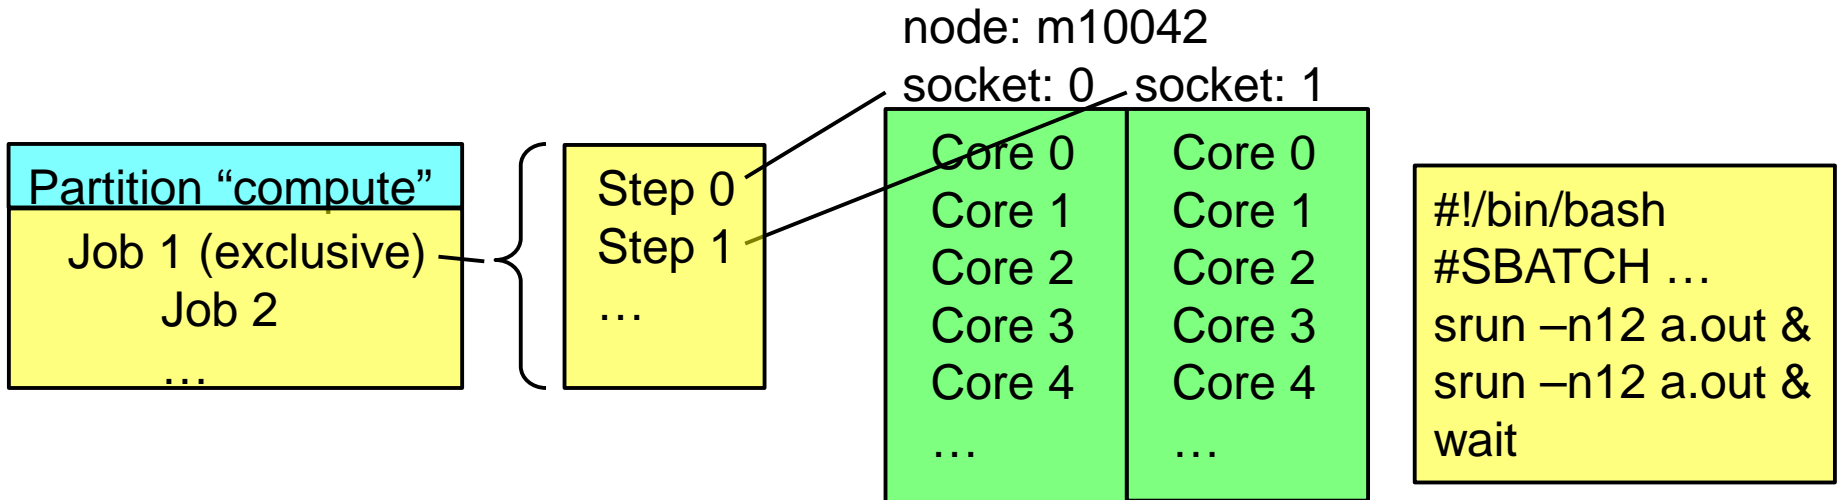 node: m10042
socket: 0 socket: 1
Partition “compute”
Job 1 (exclusive)
Job 2
…
Step 0
Step 1
…
Core 0
Core 1
Core 2
Core 3
Core 4
…
Core 0
Core 1
Core 2
Core 3
Core 4
…
#!/bin/bash
#SBATCH …
srun –n12 a.out &
srun –n12 a.out &
wait